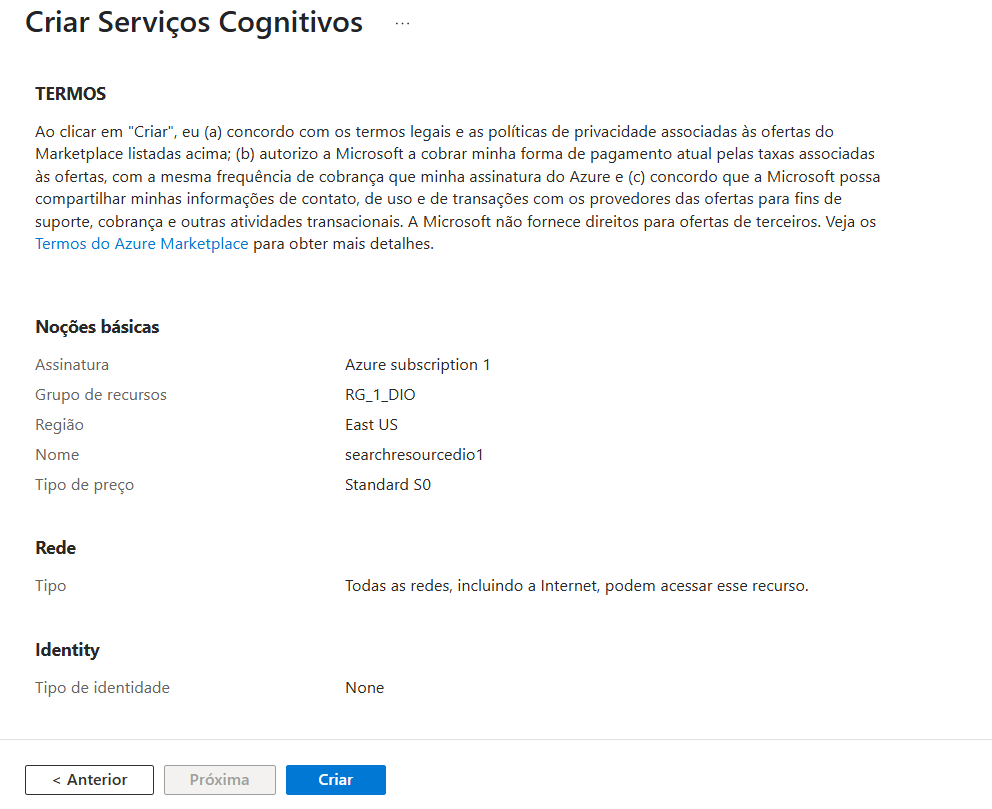 Criar Serviços Cognitivos ...
TERMOS
Ao clicar em "Criar", eu (a) concordo com os termos legais e as políticas de privacidade associadas às ofertas do
Marketplace listadas acima; (b) autorizo a Microsoft a cobrar minha forma de pagamento atual pelas taxas associadas
às ofertas, com a mesma frequência de cobrança que minha assinatura do Azure e (c) concordo que a Microsoft possa
compartilhar minhas informações de contato, de uso e de transações com os provedores das ofertas para fins de
suporte, cobrança e outras atividades transacionais. A Microsoft não fornece direitos para ofertas de terceiros. Veja os
Termos do Azure Marketplace para obter mais detalhes.
Noções básicas
Assinatura Azure subscription 1
Grupo de recursos RG_1_DIO
Região East US
Nome searchresourcedio1
Tipo de preço Standard S0
Rede
Tipo Todas as redes, incluindo a Internet, podem acessar esse recurso.
Identity
Tipo de identidade None
< Anterior Próxima Criar